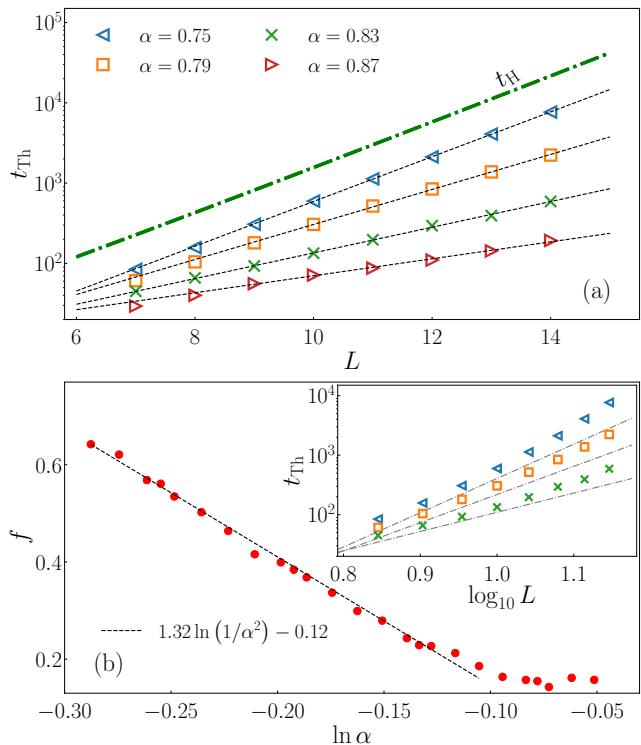 10^5
10^4
10^3
10^2
t_Th
α = 0.75
α = 0.79
α = 0.83
α = 0.87
t_H
(a)
6 8 10 12 14
L
0.6
0.4
0.2
f
10^4
10^3
10^2
t_Th
0.8 0.9 1.0 1.1
log_10 L
1.32 ln (1/α^2) − 0.12
(b)
−0.30 −0.25 −0.20 −0.15 −0.10 −0.05
ln α